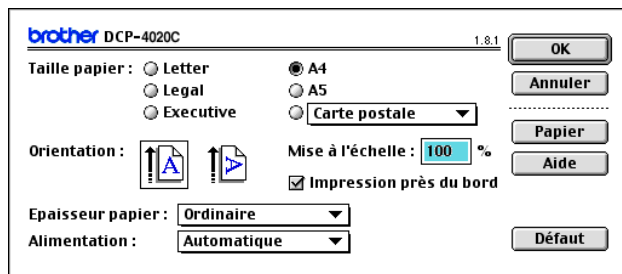 brother DCP-4020C
1.8.1
OK
Taille papier : Letter A4
Annuler
Legal A5
Executive Carte postale
Papier
Orientation : A A Mise à l'échelle : 100 %
Aide
Impression près du bord
Epaisseur papier : Ordinaire
Alimentation : Automatique
Défaut